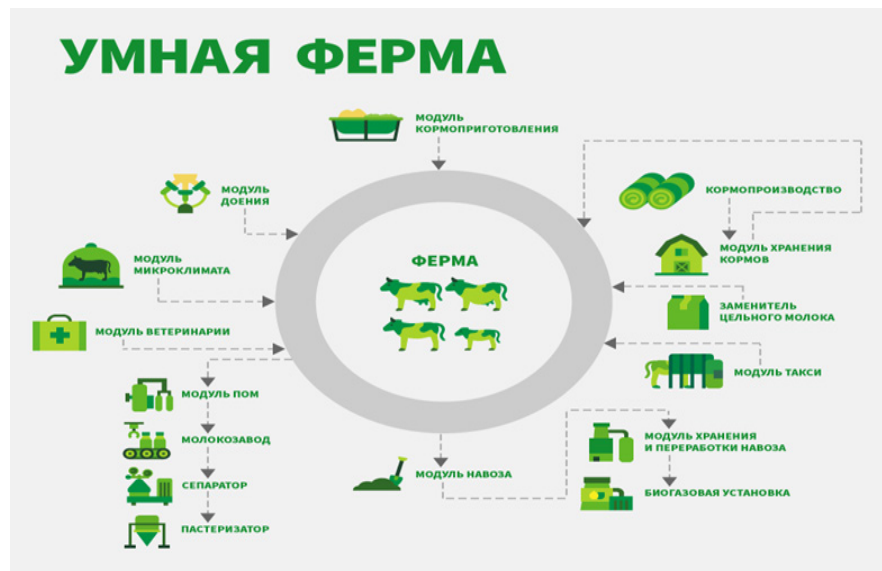 УМНАЯ ФЕРМА
МОДУЛЬ
КОРМОПРИГОТОВЛЕНИЯ
МОДУЛЬ
ДОЕНИЯ
КОРМОПРОИЗВОДСТВО
МОДУЛЬ
МИКРОКЛИМАТА
ФЕРМА
МОДУЛЬ ХРАНЕНИЯ
КОРМОВ
МОДУЛЬ ВЕТЕРИНАРИИ
ЗАМЕНИТЕЛЬ
ЦЕЛЬНОГО МОЛОКА
МОДУЛЬ ТАКСИ
МОДУЛЬ ПОМ
МОЛОКОЗАВОД
СЕПАРАТОР
ПАСТЕРИЗАТОР
МОДУЛЬ НАВОЗА
МОДУЛЬ ХРАНЕНИЯ
И ПЕРЕРАБОТКИ НАВОЗА
БИОГАЗОВАЯ УСТАНОВКА